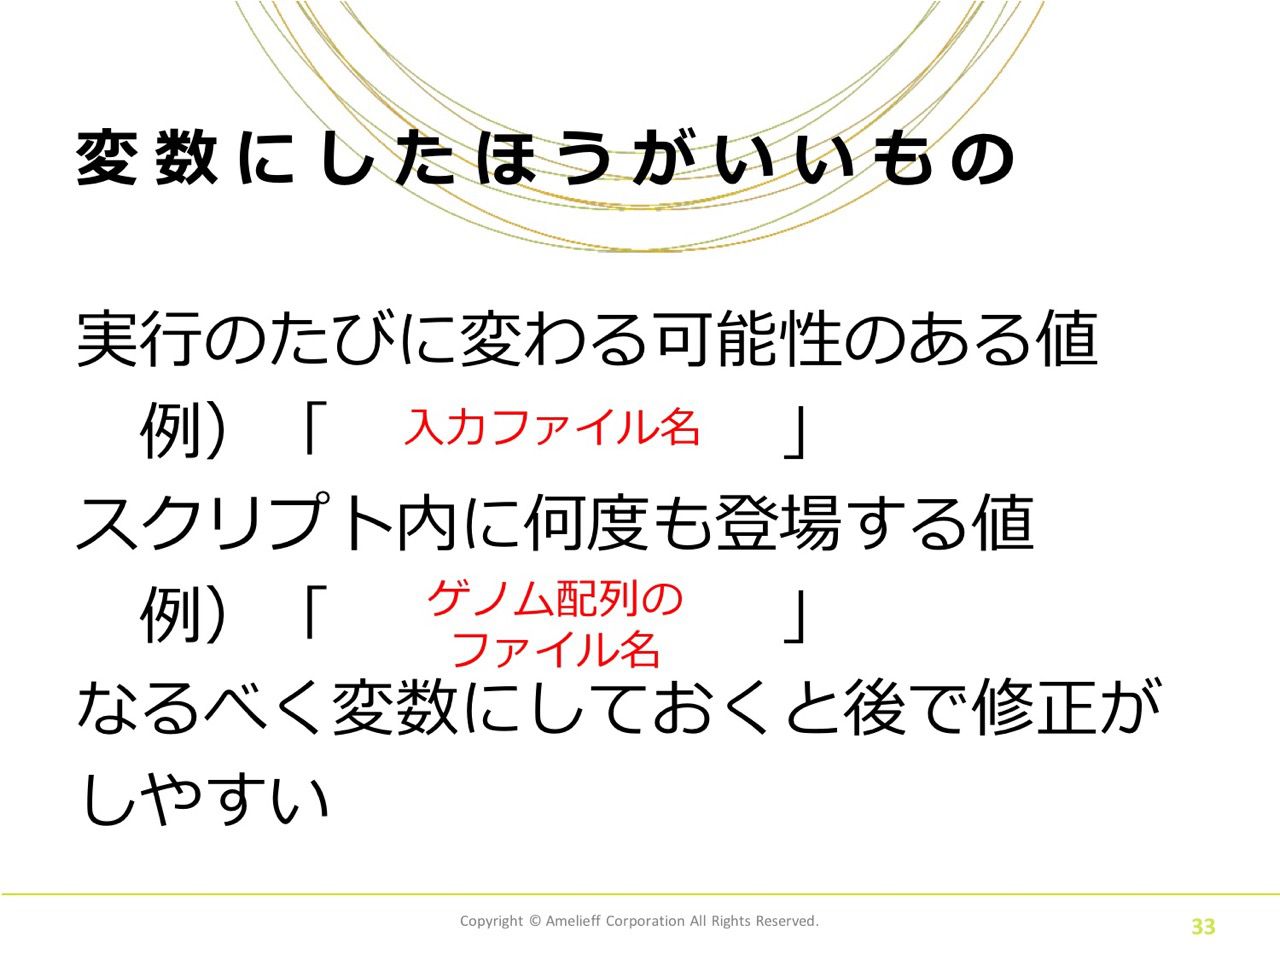 変数にしたほうがいいもの
実行のたびに変わる可能性のある値
例）「 入力ファイル名 」
スクリプト内に何度も登場する値
例）「 ゲノム配列の
ファイル名 」
なるべく変数にしておくと後で修正が
しやすい
Copyright © Amelieff Corporation All Rights Reserved.
33